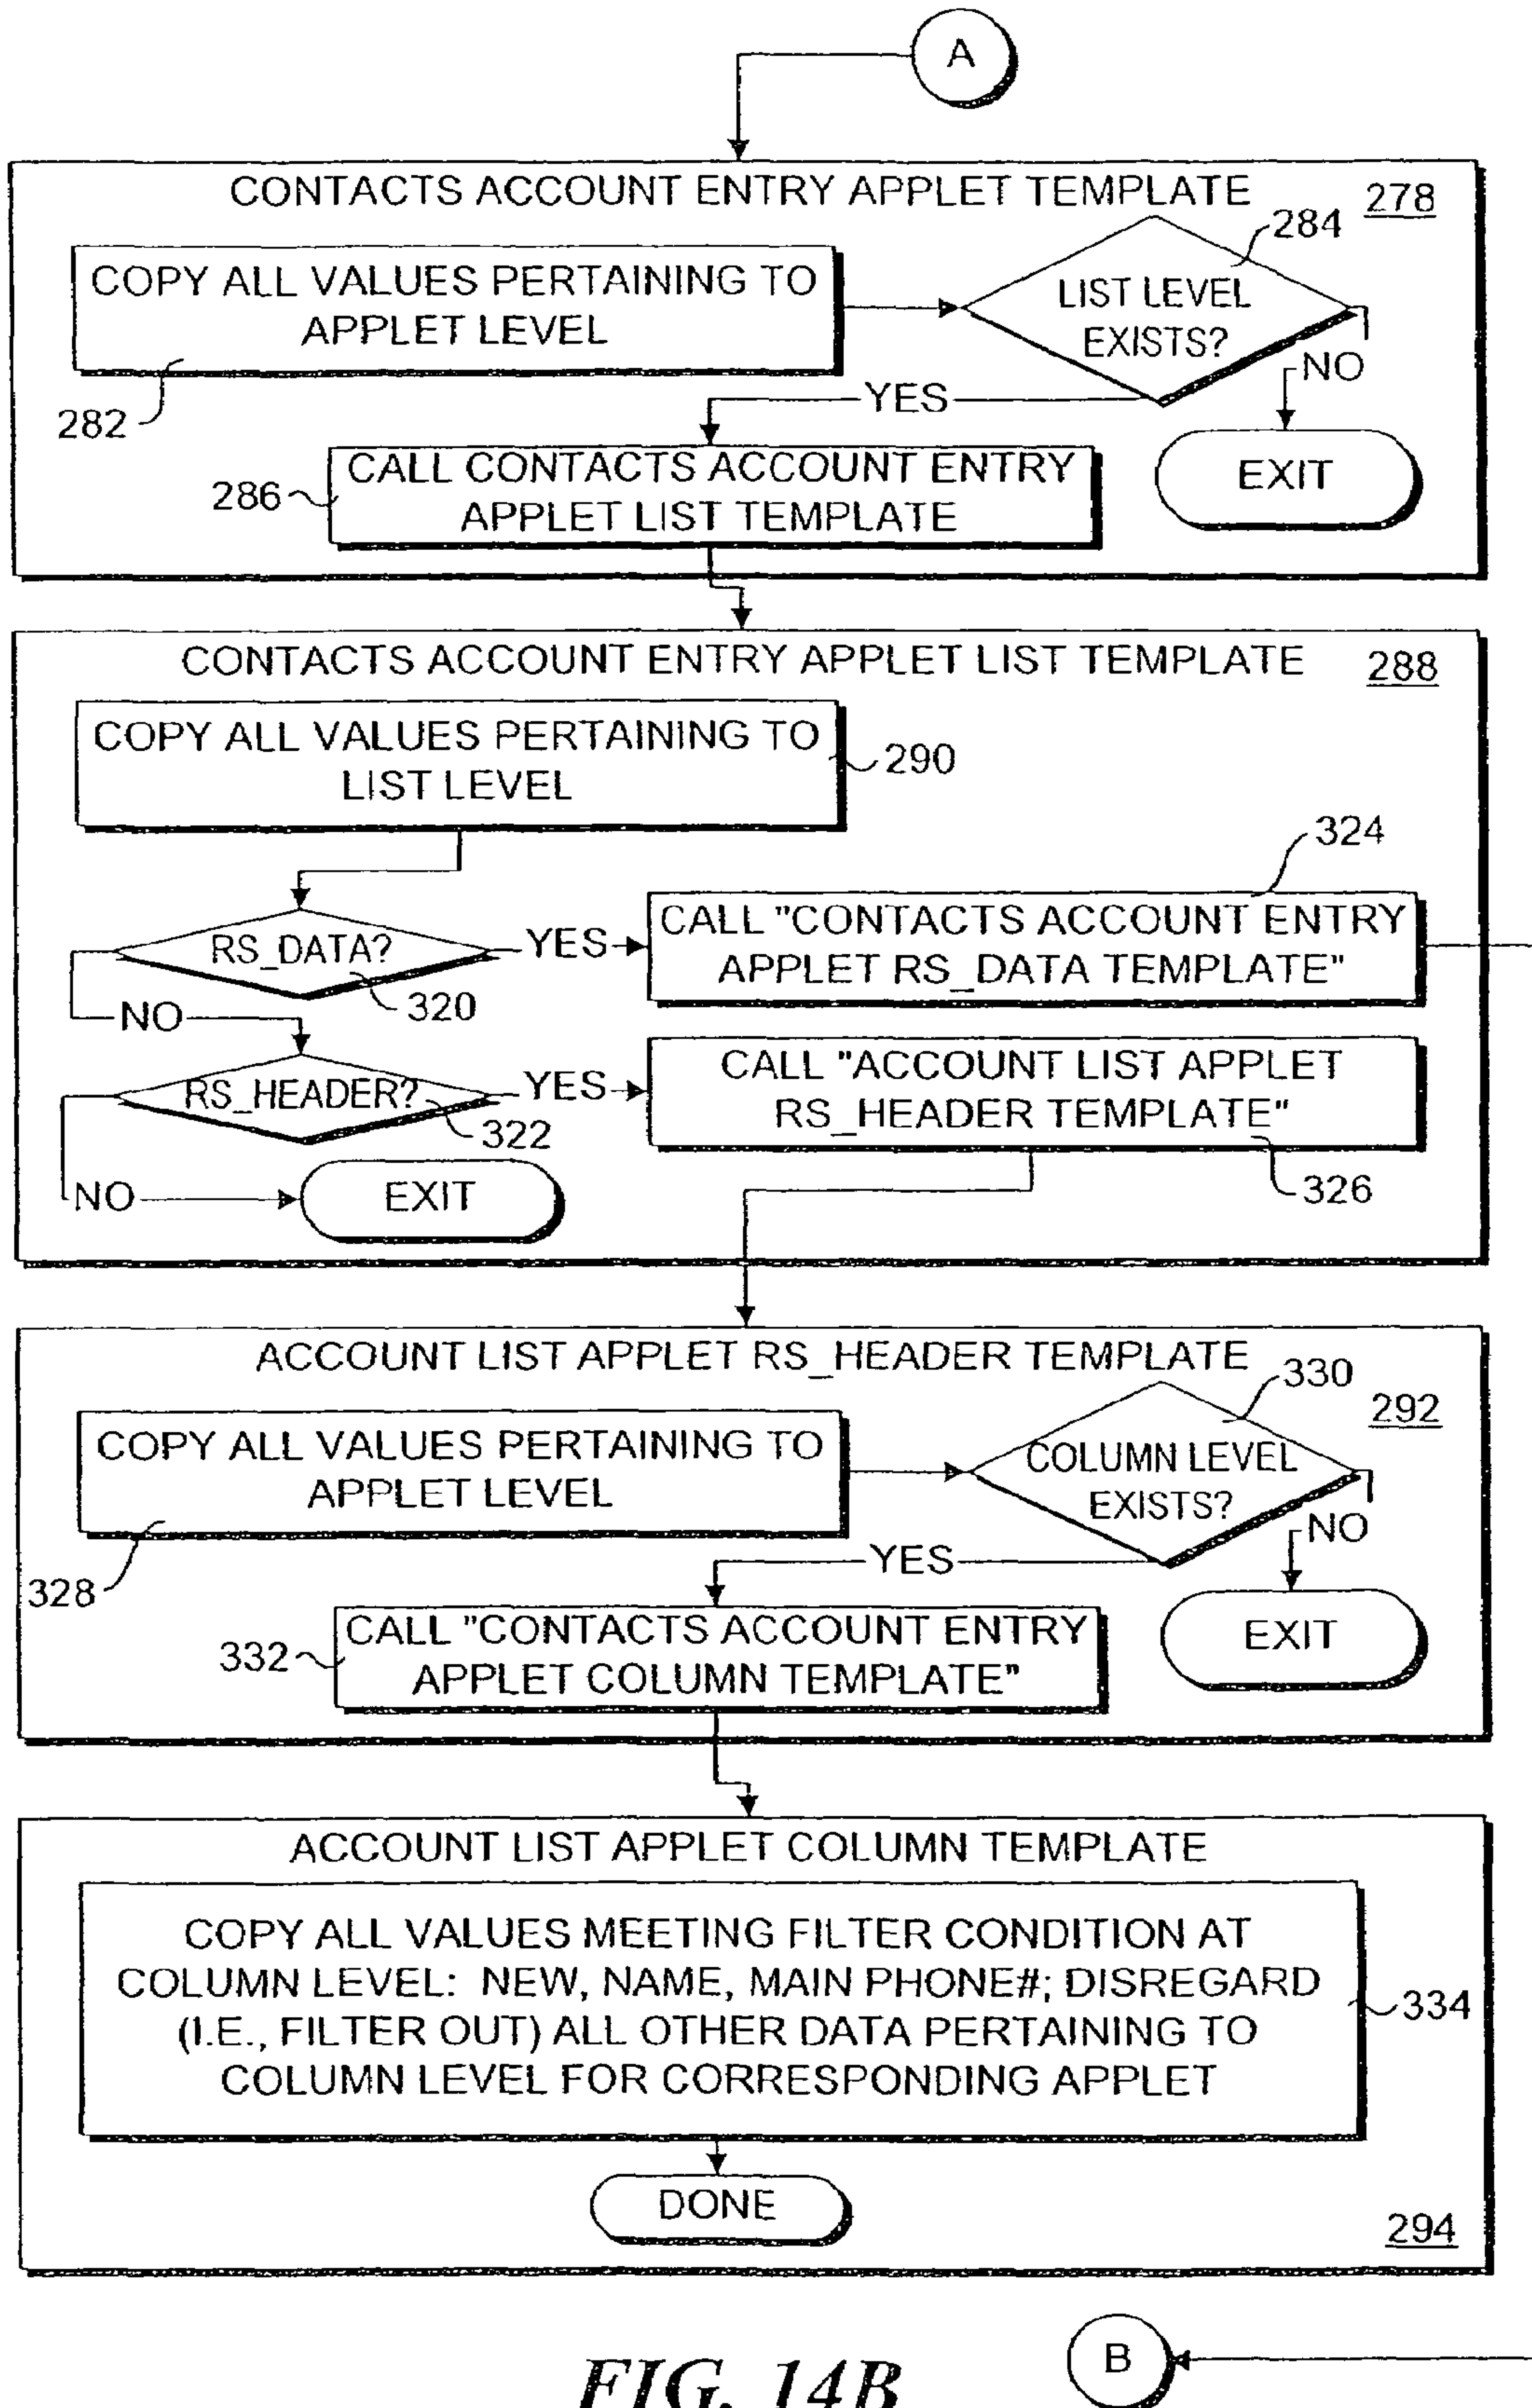 A
CONTACTS ACCOUNT ENTRY APPLET TEMPLATE
278
284
COPY ALL VALUES PERTAINING TO
APPLET LEVEL
LIST LEVEL
EXISTS?
NO
YES
282
CALL CONTACTS ACCOUNT ENTRY
APPLET LIST TEMPLATE
286
EXIT
CONTACTS ACCOUNT ENTRY APPLET LIST TEMPLATE
288
COPY ALL VALUES PERTAINING TO
LIST LEVEL
290
324
RS_DATA?
YES
CALL "CONTACTS ACCOUNT ENTRY
APPLET RS_DATA TEMPLATE"
320
NO
RS_HEADER?
YES
CALL "ACCOUNT LIST APPLET
RS_HEADER TEMPLATE"
322
NO
EXIT
326
ACCOUNT LIST APPLET RS_HEADER TEMPLATE
330
292
COPY ALL VALUES PERTAINING TO
APPLET LEVEL
COLUMN LEVEL
EXISTS?
NO
YES
328
CALL "CONTACTS ACCOUNT ENTRY
APPLET COLUMN TEMPLATE"
332
EXIT
ACCOUNT LIST APPLET COLUMN TEMPLATE
COPY ALL VALUES MEETING FILTER CONDITION AT
COLUMN LEVEL: NEW, NAME, MAIN PHONE#; DISREGARD
(I.E., FILTER OUT) ALL OTHER DATA PERTAINING TO
COLUMN LEVEL FOR CORRESPONDING APPLET
334
DONE
294
B
FIG. 14B